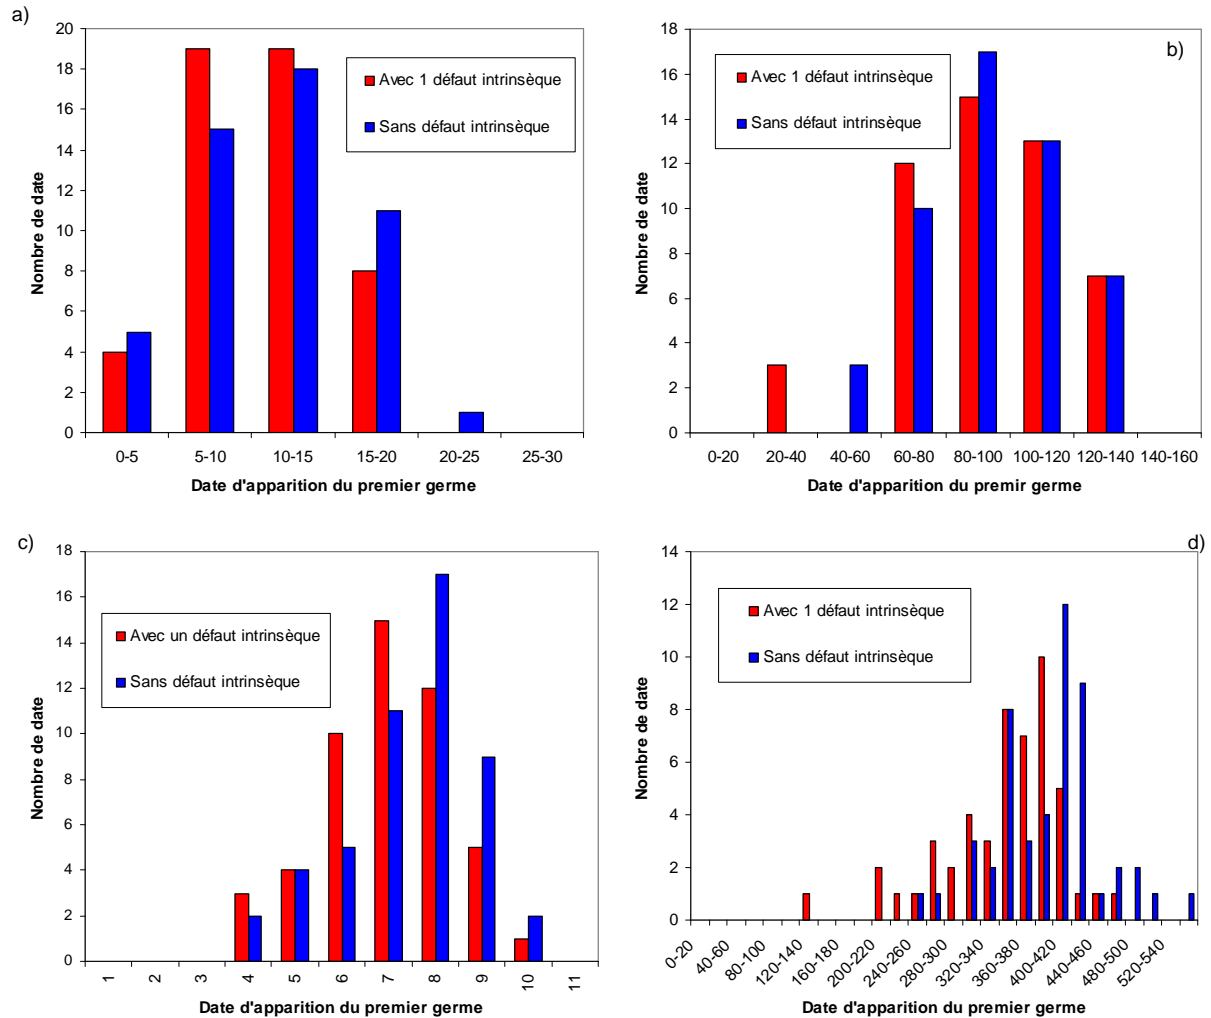 a)
20
18
16
14
12
10
8
6
4
2
0
Nombre de date
Avec 1 défaut intrinsèque
Sans défaut intrinsèque
0-5 5-10 10-15 15-20 20-25 25-30
Date d'apparition du premier germe
b)
18
16
14
12
10
8
6
4
2
0
Nombre de date
Avec 1 défaut intrinsèque
Sans défaut intrinsèque
0-20 20-40 40-60 60-80 80-100 100-120 120-140 140-160
Date d'apparition du premir germe
c)
18
16
14
12
10
8
6
4
2
0
Nombre de date
Avec un défaut intrinsèque
Sans défaut intrinsèque
1 2 3 4 5 6 7 8 9 10 11
Date d'apparition du premier germe
d)
14
12
10
8
6
4
2
0
Nombre de date
Avec 1 défaut intrinsèque
Sans défaut intrinsèque
0-20 40-60 80-100 120-140 160-180 200-220 240-260 280-300 320-340 360-380 400-420 440-460 480-500 520-540
Date d'apparition du premier germe